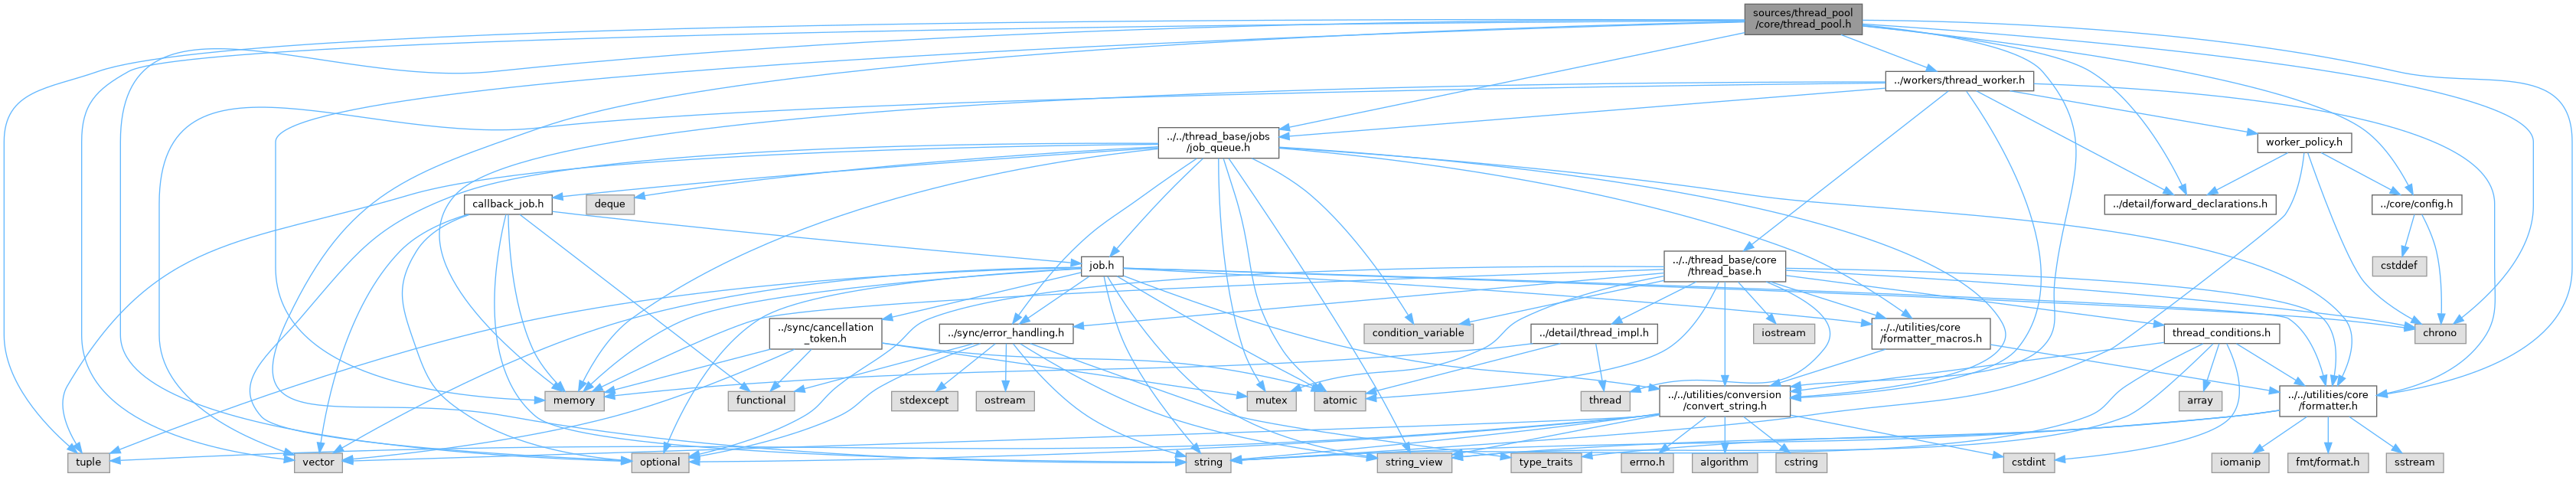 sources/thread_pool
/core/thread_pool.h
../workers/thread_worker.h
../../thread_base/jobs
/job_queue.h
worker_policy.h
callback_job.h
deque
../detail/forward_declarations.h
../core/config.h
job.h
../../thread_base/core
/thread_base.h
cstddef
../sync/cancellation
_token.h
../sync/error_handling.h
condition_variable
../detail/thread_impl.h
iostream
../../utilities/core
/formatter_macros.h
thread_conditions.h
chrono
memory
functional
stdexcept
ostream
mutex
atomic
thread
../../utilities/conversion
/convert_string.h
array
../../utilities/core
/formatter.h
tuple
vector
optional
string
string_view
type_traits
errno.h
algorithm
cstring
cstdint
iomanip
fmt/format.h
sstream